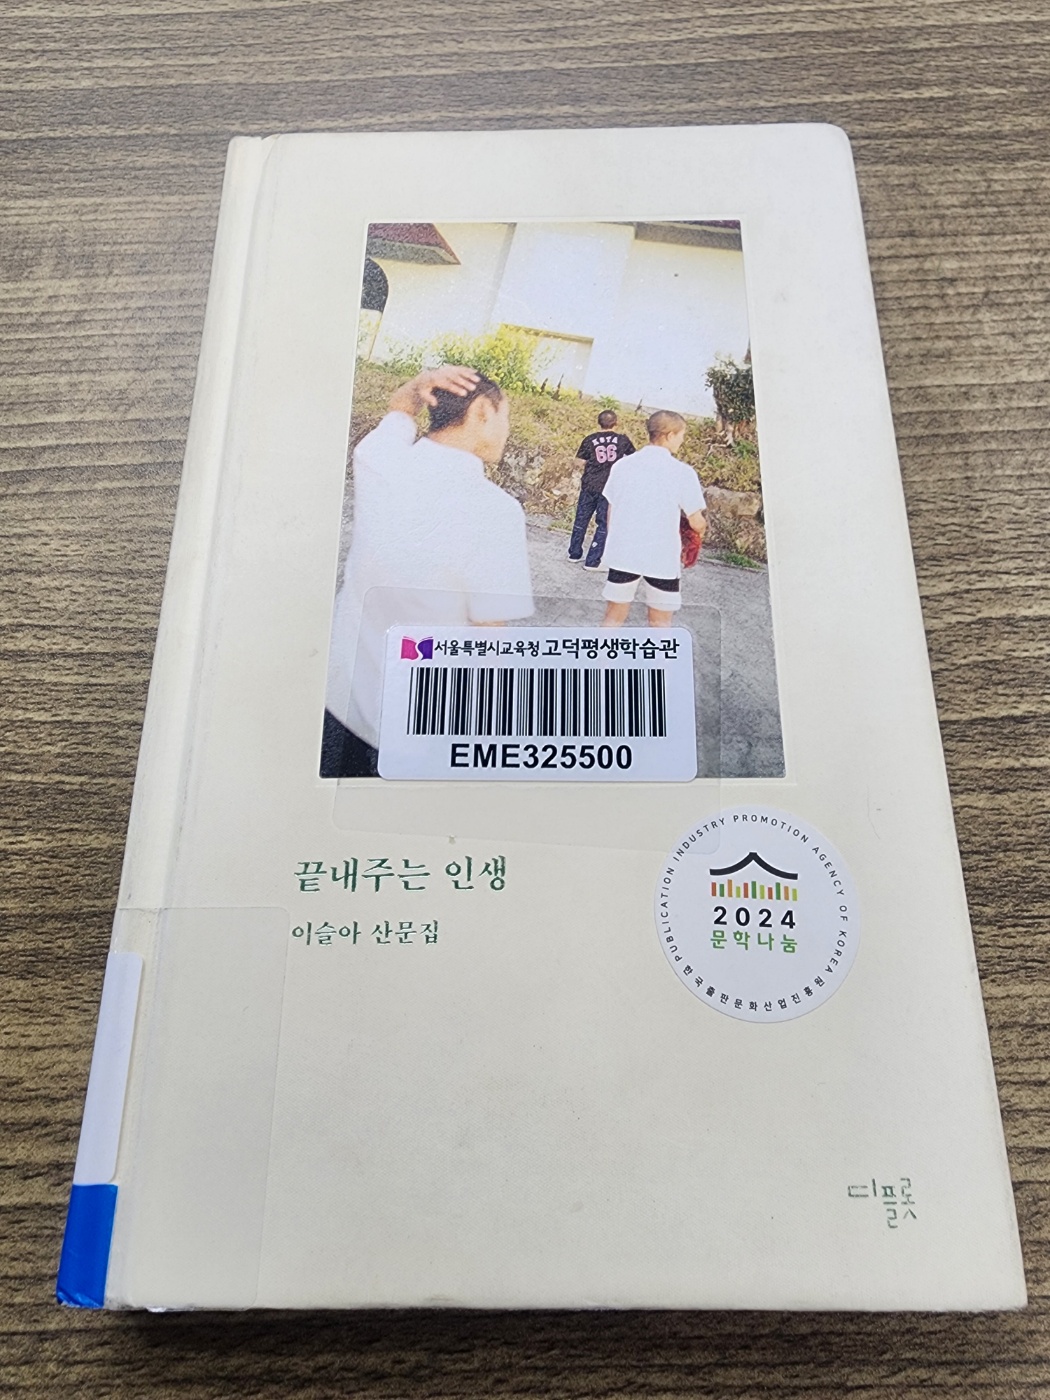 XBYA
66
서울특별시교육청 고덕평생학습관
EME325500
끝내주는 인생
이슬아 산문집
PUBLICATION INDUSTRY PROMOTION AGENCY OF KOREA
2024
문학나눔
한국출판문화산업진흥원
디플롯